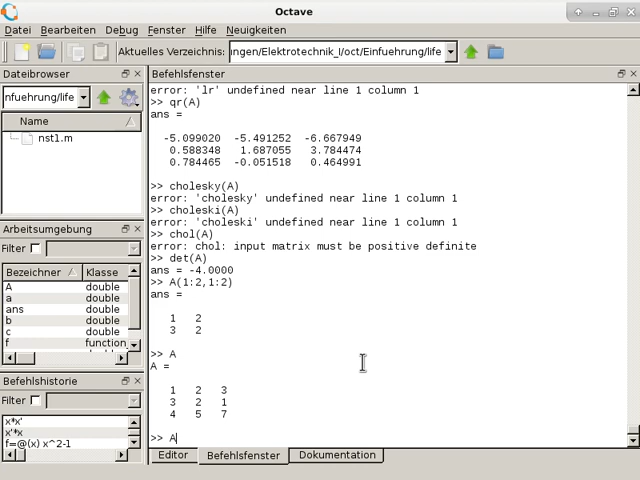 Octave
Datei Bearbeiten Debug Fenster Hilfe Neuigkeiten
Aktuelles Verzeichnis: ıngen/Elektrotechnik_I/oct/Einfuehrung/life
Dateibrowser
nfuehrung/life
Name
nst1.m
Arbeitsumgebung
Filter
Bezeichner Klasse
A double
a double
ans double
b double
c double
f function_
Befehlshistorie
Filter
x*x'
x'*x
f=@(x) x^2-1
Befehlsfenster
error: 'lr' undefined near line 1 column 1
>> qr(A)
ans =
-5.099020 -5.491252 -6.667949
0.588348 1.687055 3.784474
0.784465 -0.051518 0.464991
>> cholesky(A)
error: 'cholesky' undefined near line 1 column 1
>> choleski(A)
error: 'choleski' undefined near line 1 column 1
>> chol(A)
error: chol: input matrix must be positive definite
>> det(A)
ans = -4.0000
>> A(1:2,1:2)
ans =
1 2
3 2
>> A
A =
1 2 3
3 2 1
4 5 7
>> A
Editor Befehlsfenster Dokumentation